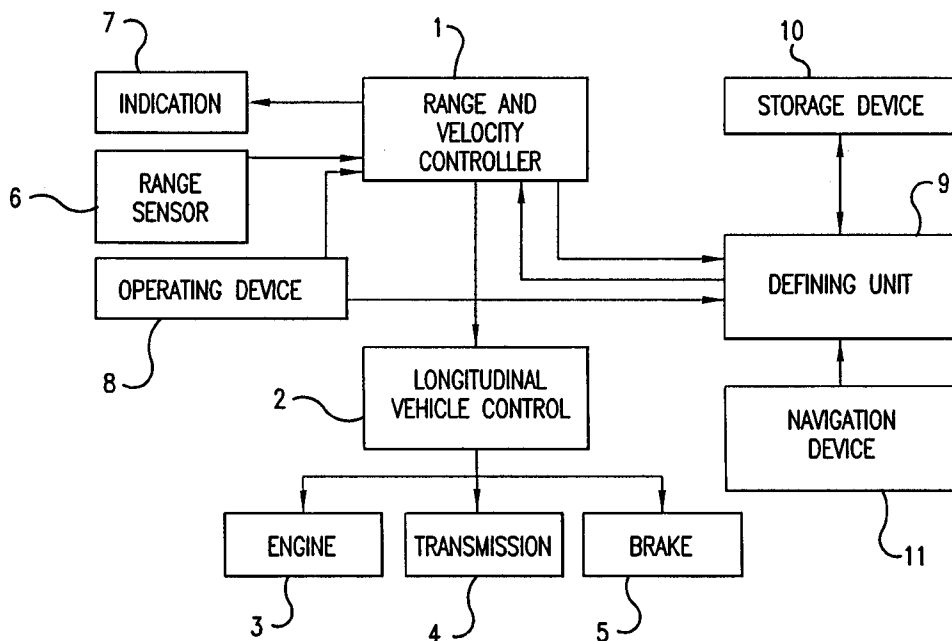 7
1
10
INDICATION
RANGE AND
VELOCITY
CONTROLLER
STORAGE DEVICE
6
RANGE
SENSOR
9
OPERATING DEVICE
DEFINING UNIT
8
2
LONGITUDINAL
VEHICLE CONTROL
NAVIGATION
DEVICE
11
ENGINE
TRANSMISSION
BRAKE
3
4
5